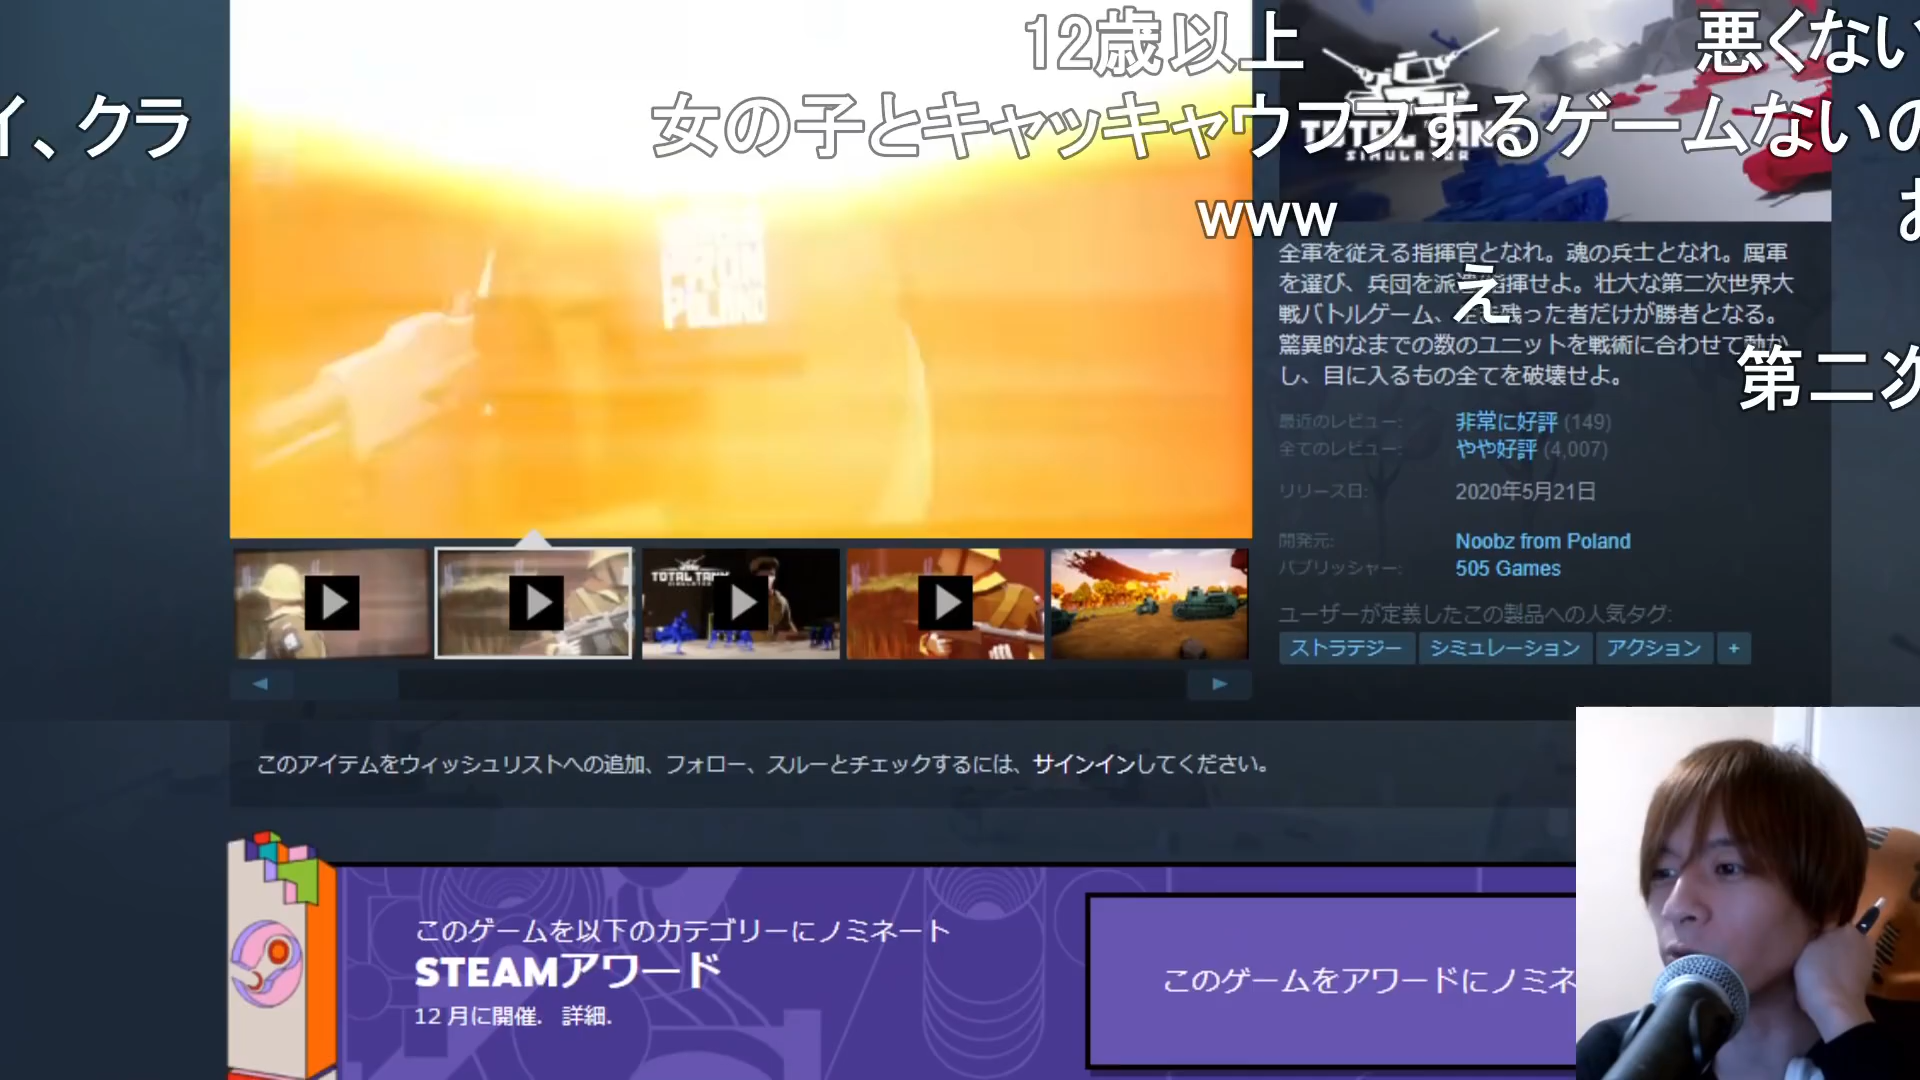 12歳以上
悪くない
イ、クラ
女の子とキャッキャウフフするゲームないの
TOTAL TANK
SIMULATOR
www
FROM
POLAND
全軍を従える指揮官となれ。魂の兵士となれ。属軍
を選び、兵団を派遣指揮せよ。壮大な第二次世界大
え
戦バトルゲーム、生き残った者だけが勝者となる。
驚異的なまでの数のユニットを戦術に合わせて動か
し、目に入るもの全てを破壊せよ。
第二次
最近のレビュー: 非常に好評 (149)
全てのレビュー: やや好評 (4,007)
リリース日: 2020年5月21日
開発元: Noobz from Poland
パブリッシャー: 505 Games
ユーザーが定義したこの製品への人気タグ:
ストラテジー シミュレーション アクション +
TOTAL TANK
SIMULATOR
このアイテムをウィッシュリストへの追加、フォロー、スルーとチェックするには、サインインしてください。
このゲームを以下のカテゴリーにノミネート
STEAMアワード
12 月に開催. 詳細.
このゲームをアワードにノミネ